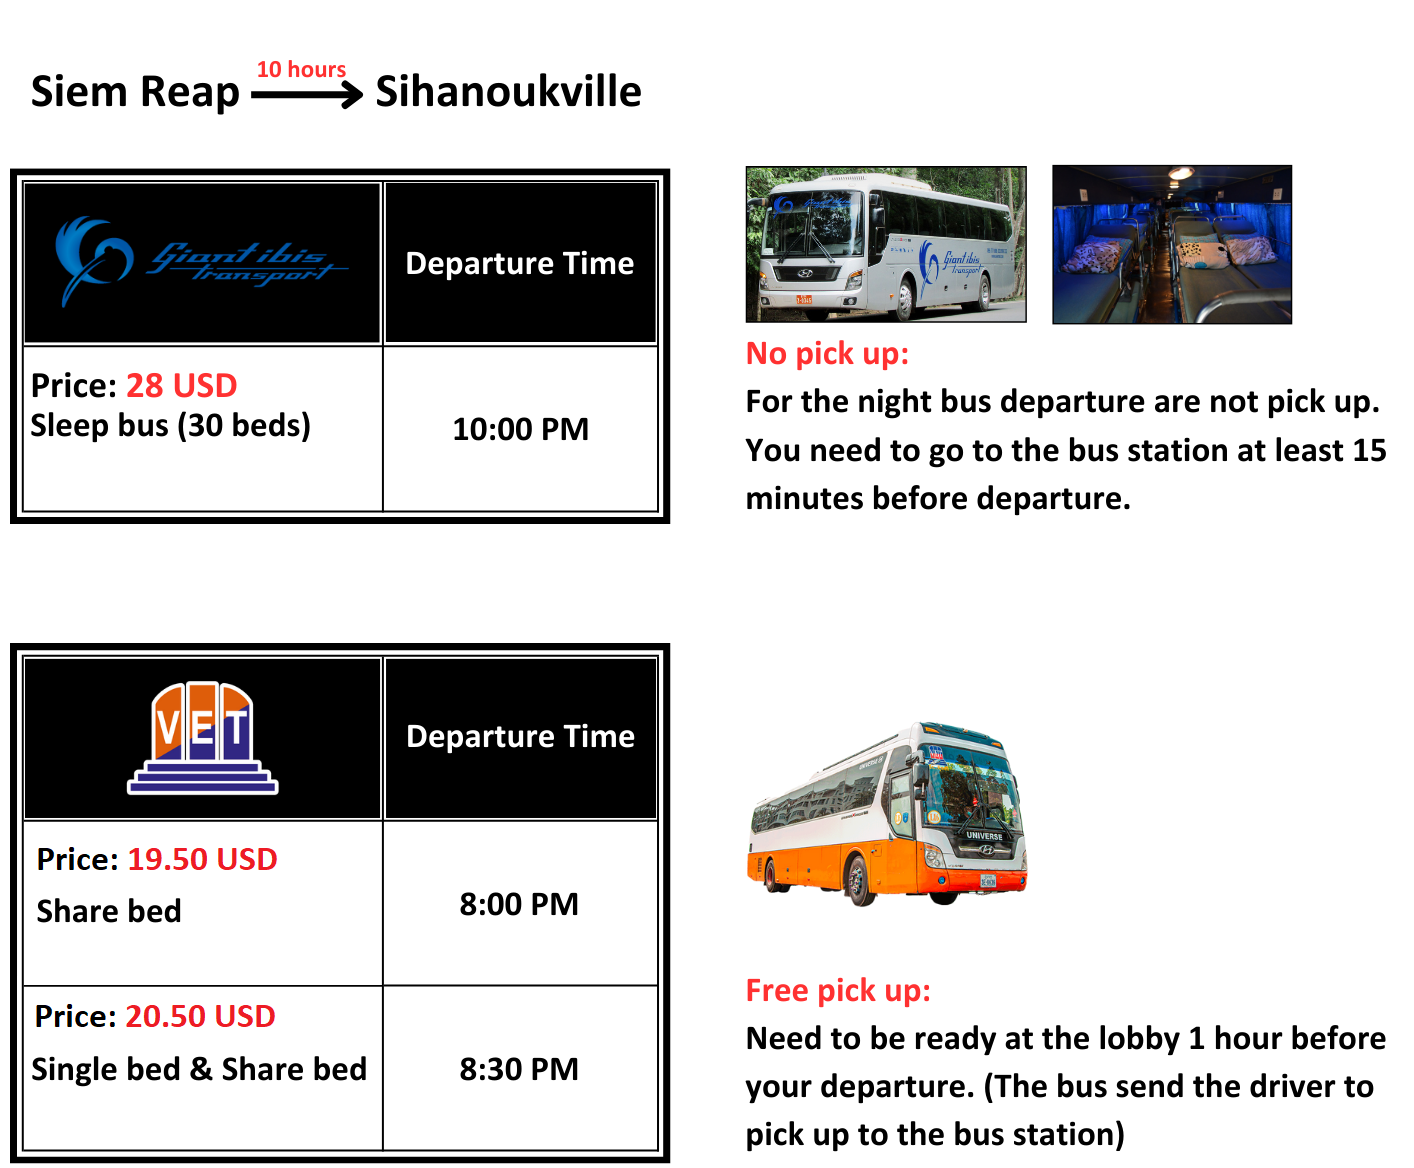 10 hours
Siem Reap Sihanoukville
Giant ibis
transport
Departure Time
Price: 28 USD
Sleep bus (30 beds)
10:00 PM
Giant ibis
transport
No pick up:
For the night bus departure are not pick up.
You need to go to the bus station at least 15
minutes before departure.
VET
Departure Time
Price: 19.50 USD
Share bed
8:00 PM
Price: 20.50 USD
Single bed & Share bed
8:30 PM
UNIVERSE
Free pick up:
Need to be ready at the lobby 1 hour before
your departure. (The bus send the driver to
pick up to the bus station)